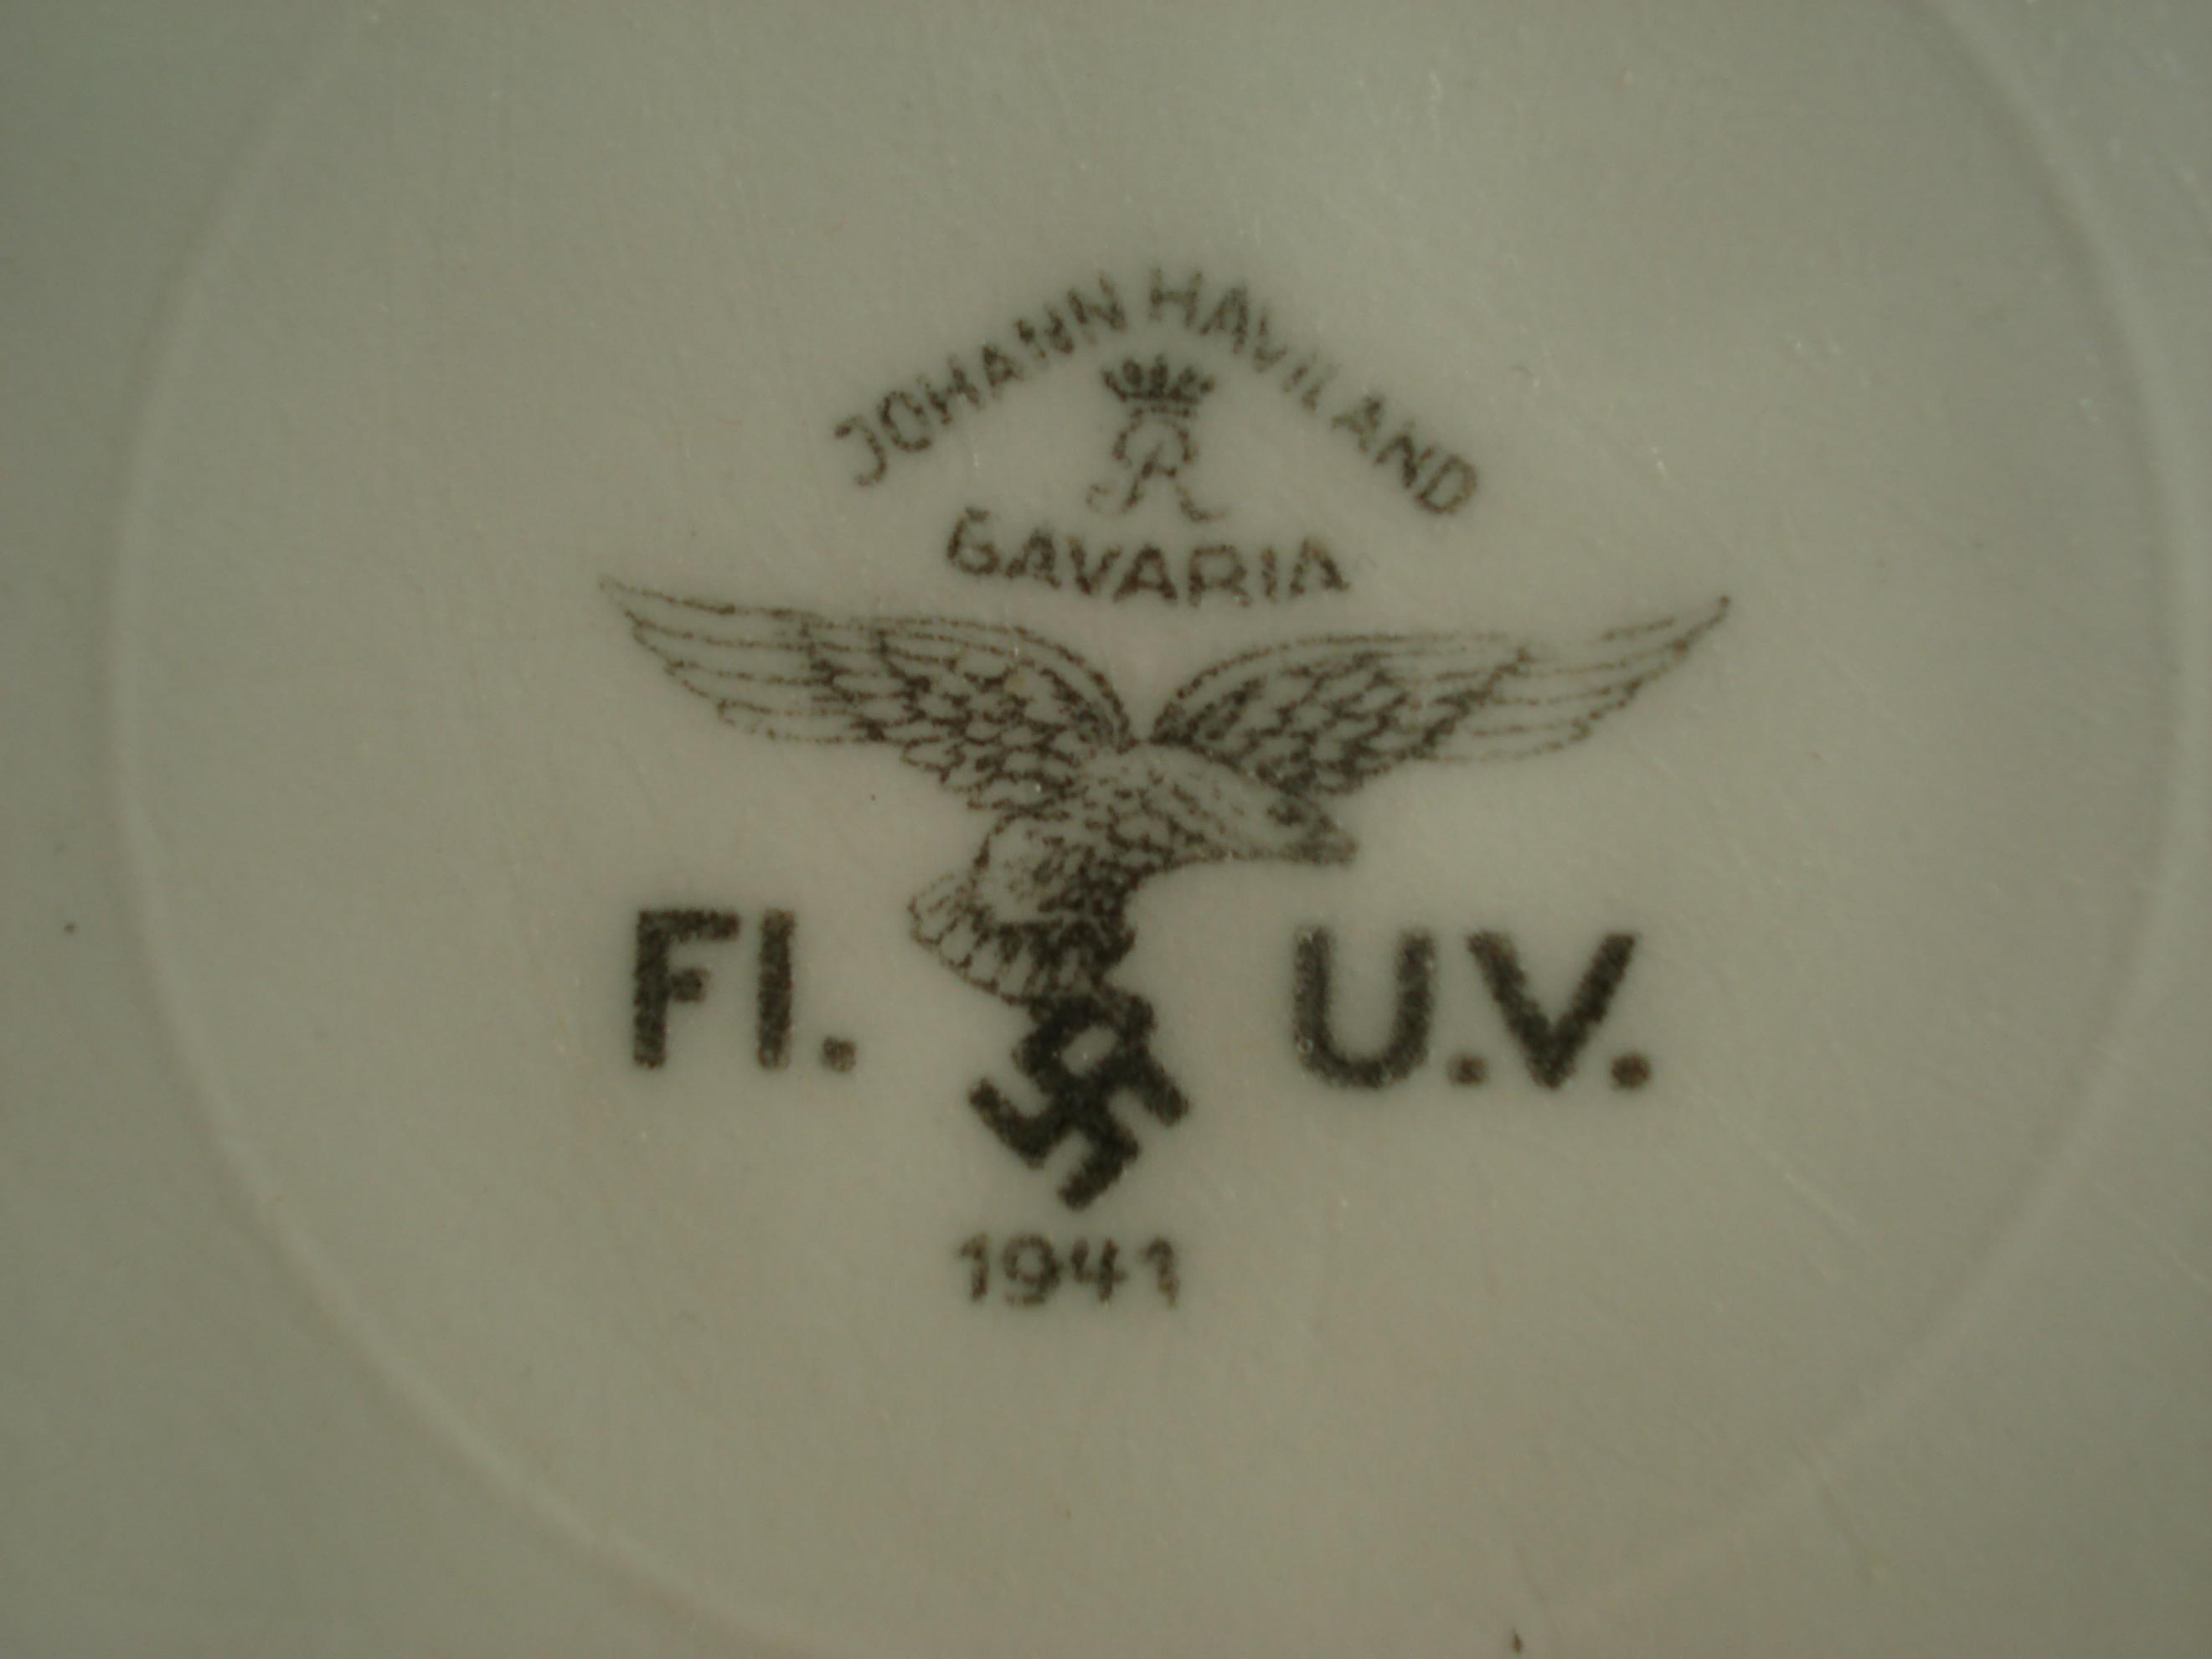 JOHANN HAVILAND
R
BAVARIA
Fl. U.V.
1941